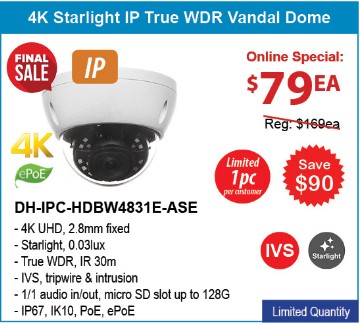 4K Starlight IP True WDR Vandal Dome
FINAL
SALE
IP
Online Special:
$79EA
Reg: $169ea
4K
ePoE
Limited
1pc
per customer
Save
$90
DH-IPC-HDBW4831E-ASE
- 4K UHD, 2.8mm fixed
- Starlight, 0.03lux
- True WDR, IR 30m
- IVS, tripwire & intrusion
- 1/1 audio in/out, micro SD slot up to 128G
- IP67, IK10, PoE, ePoE
IVS
Starlight
Limited Quantity